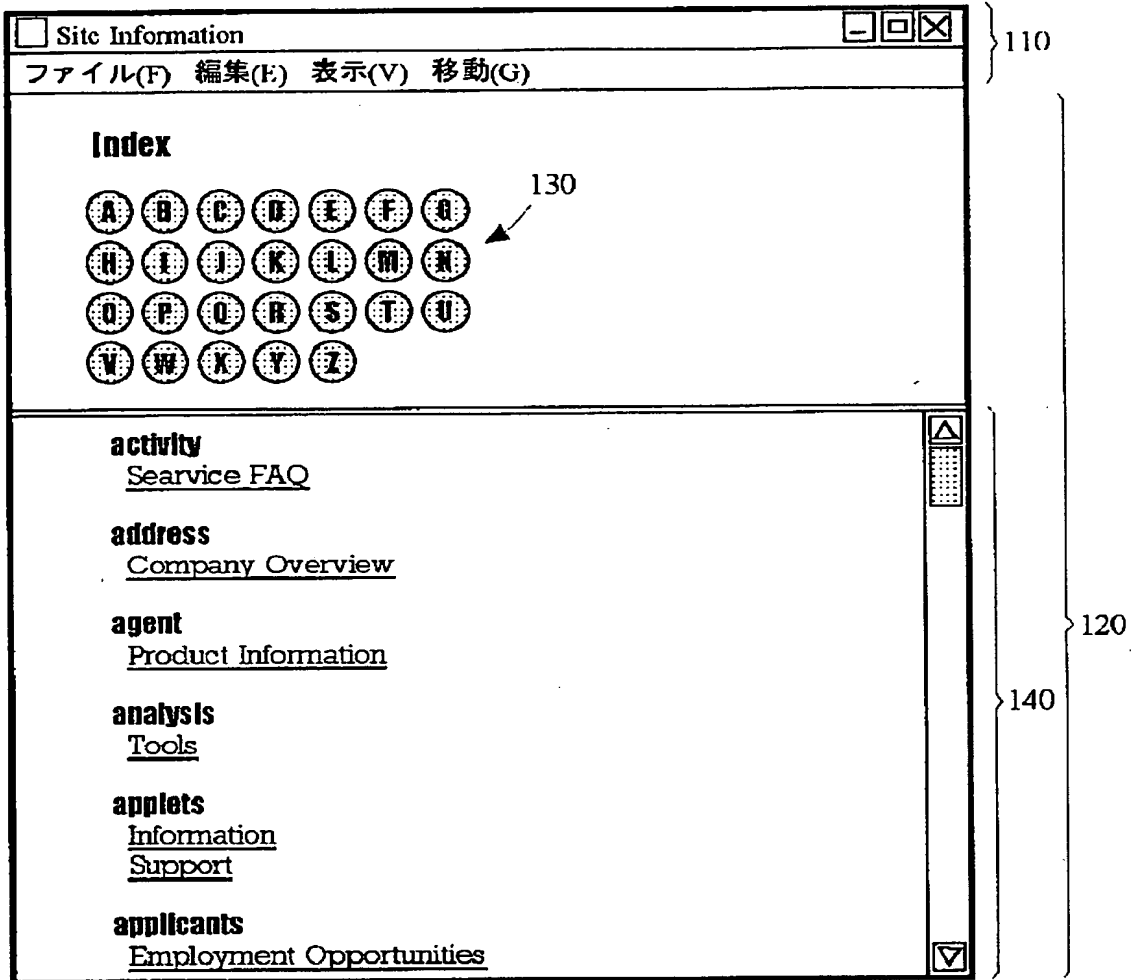 Site Information
ファイル(F) 編集(E) 表示(V) 移動(G)
110
Index
130
A B C D E F G
H I J K L M N
O P Q R S T U
V W X Y Z
activity
Searvice FAQ
address
Company Overview
agent
Product Information
120
analysis
140
Tools
applets
Information
Support
applicants
Employment Opportunities